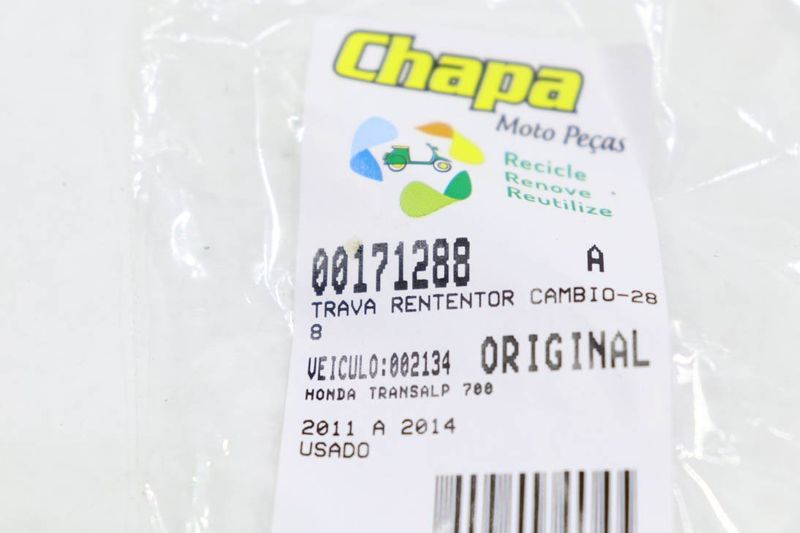 Chapa
Moto Peças
Recicle
Renove
Reutilize
00171288 A
TRAVA RENTENTOR CAMBIO-28
8
VEICULO:002134 ORIGINAL
HONDA TRANSALP 700
2011 A 2014
USADO